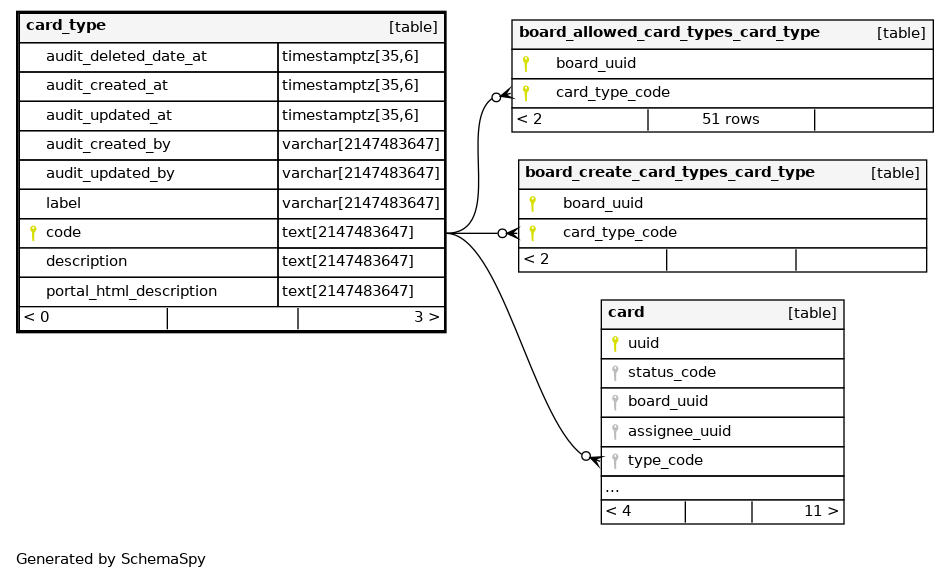 card_type [table]
audit_deleted_date_at timestamptz[35,6]
audit_created_at timestamptz[35,6]
audit_updated_at timestamptz[35,6]
audit_created_by varchar[2147483647]
audit_updated_by varchar[2147483647]
label varchar[2147483647]
code text[2147483647]
description text[2147483647]
portal_html_description text[2147483647]
< 0 3 >
board_allowed_card_types_card_type [table]
board_uuid
card_type_code
< 2 51 rows
board_create_card_types_card_type [table]
board_uuid
card_type_code
< 2
card [table]
uuid
status_code
board_uuid
assignee_uuid
type_code
...
< 4 11 >
Generated by SchemaSpy